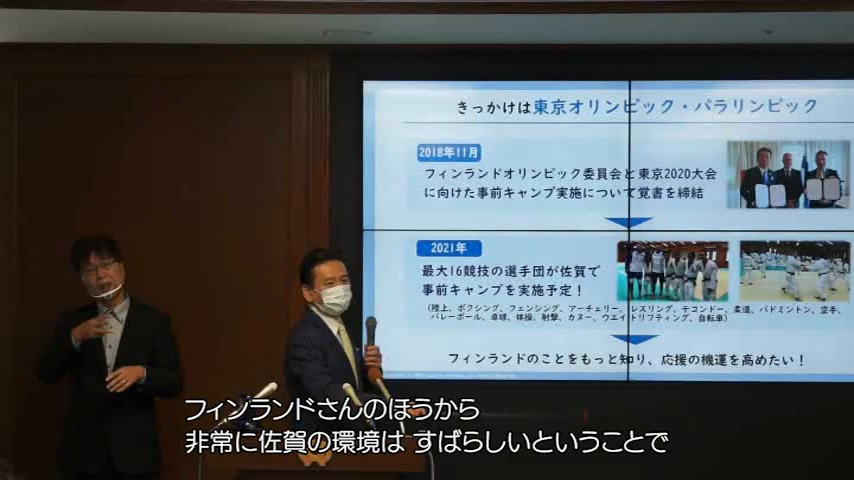 きっかけは東京オリンピック・パラリンピック
2018年11月
フィンランドオリンピック委員会と東京2020大会
に向けた事前キャンプ実施について覚書を締結
2021年
最大16競技の選手団が佐賀で
事前キャンプを実施予定！
（陸上、ボクシング、フェンシング、アーチェリー、レスリング、テコンドー、柔道、バドミントン、空手、
バレーボール、卓球、体操、射撃、カヌー、ウエイトリフティング、自転車）
フィンランドのことをもっと知り、応援の機運を高めたい！
フィンランドさんのほうから
非常に佐賀の環境は すばらしいということで